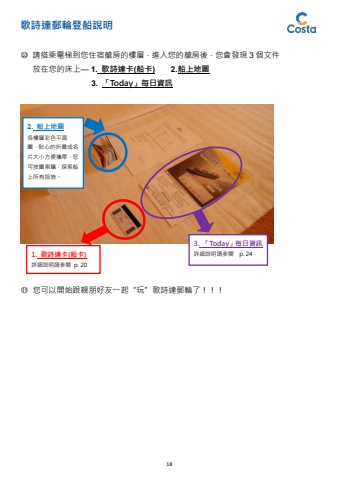 歌詩達郵輪登船說明
Costa
⑩ 請搭乘電梯到您住宿艙房的樓層，進入您的艙房後，您會發現 3 個文件
放在您的床上— 1. 歌詩達卡(船卡) 2.船上地圖
3. 「Today」每日資訊
2. 船上地圖
各樓層彩色平面
圖，貼心的折疊成名
片大小方便攜帶，您
可按圖索驥，探索船
上所有設施。
3. 「Today」每日資訊
詳細說明請參閱 p. 24
1. 歌詩達卡(船卡)
詳細說明請參閱 p. 20
⑪ 您可以開始跟親朋好友一起“玩”歌詩達郵輪了！！！
18